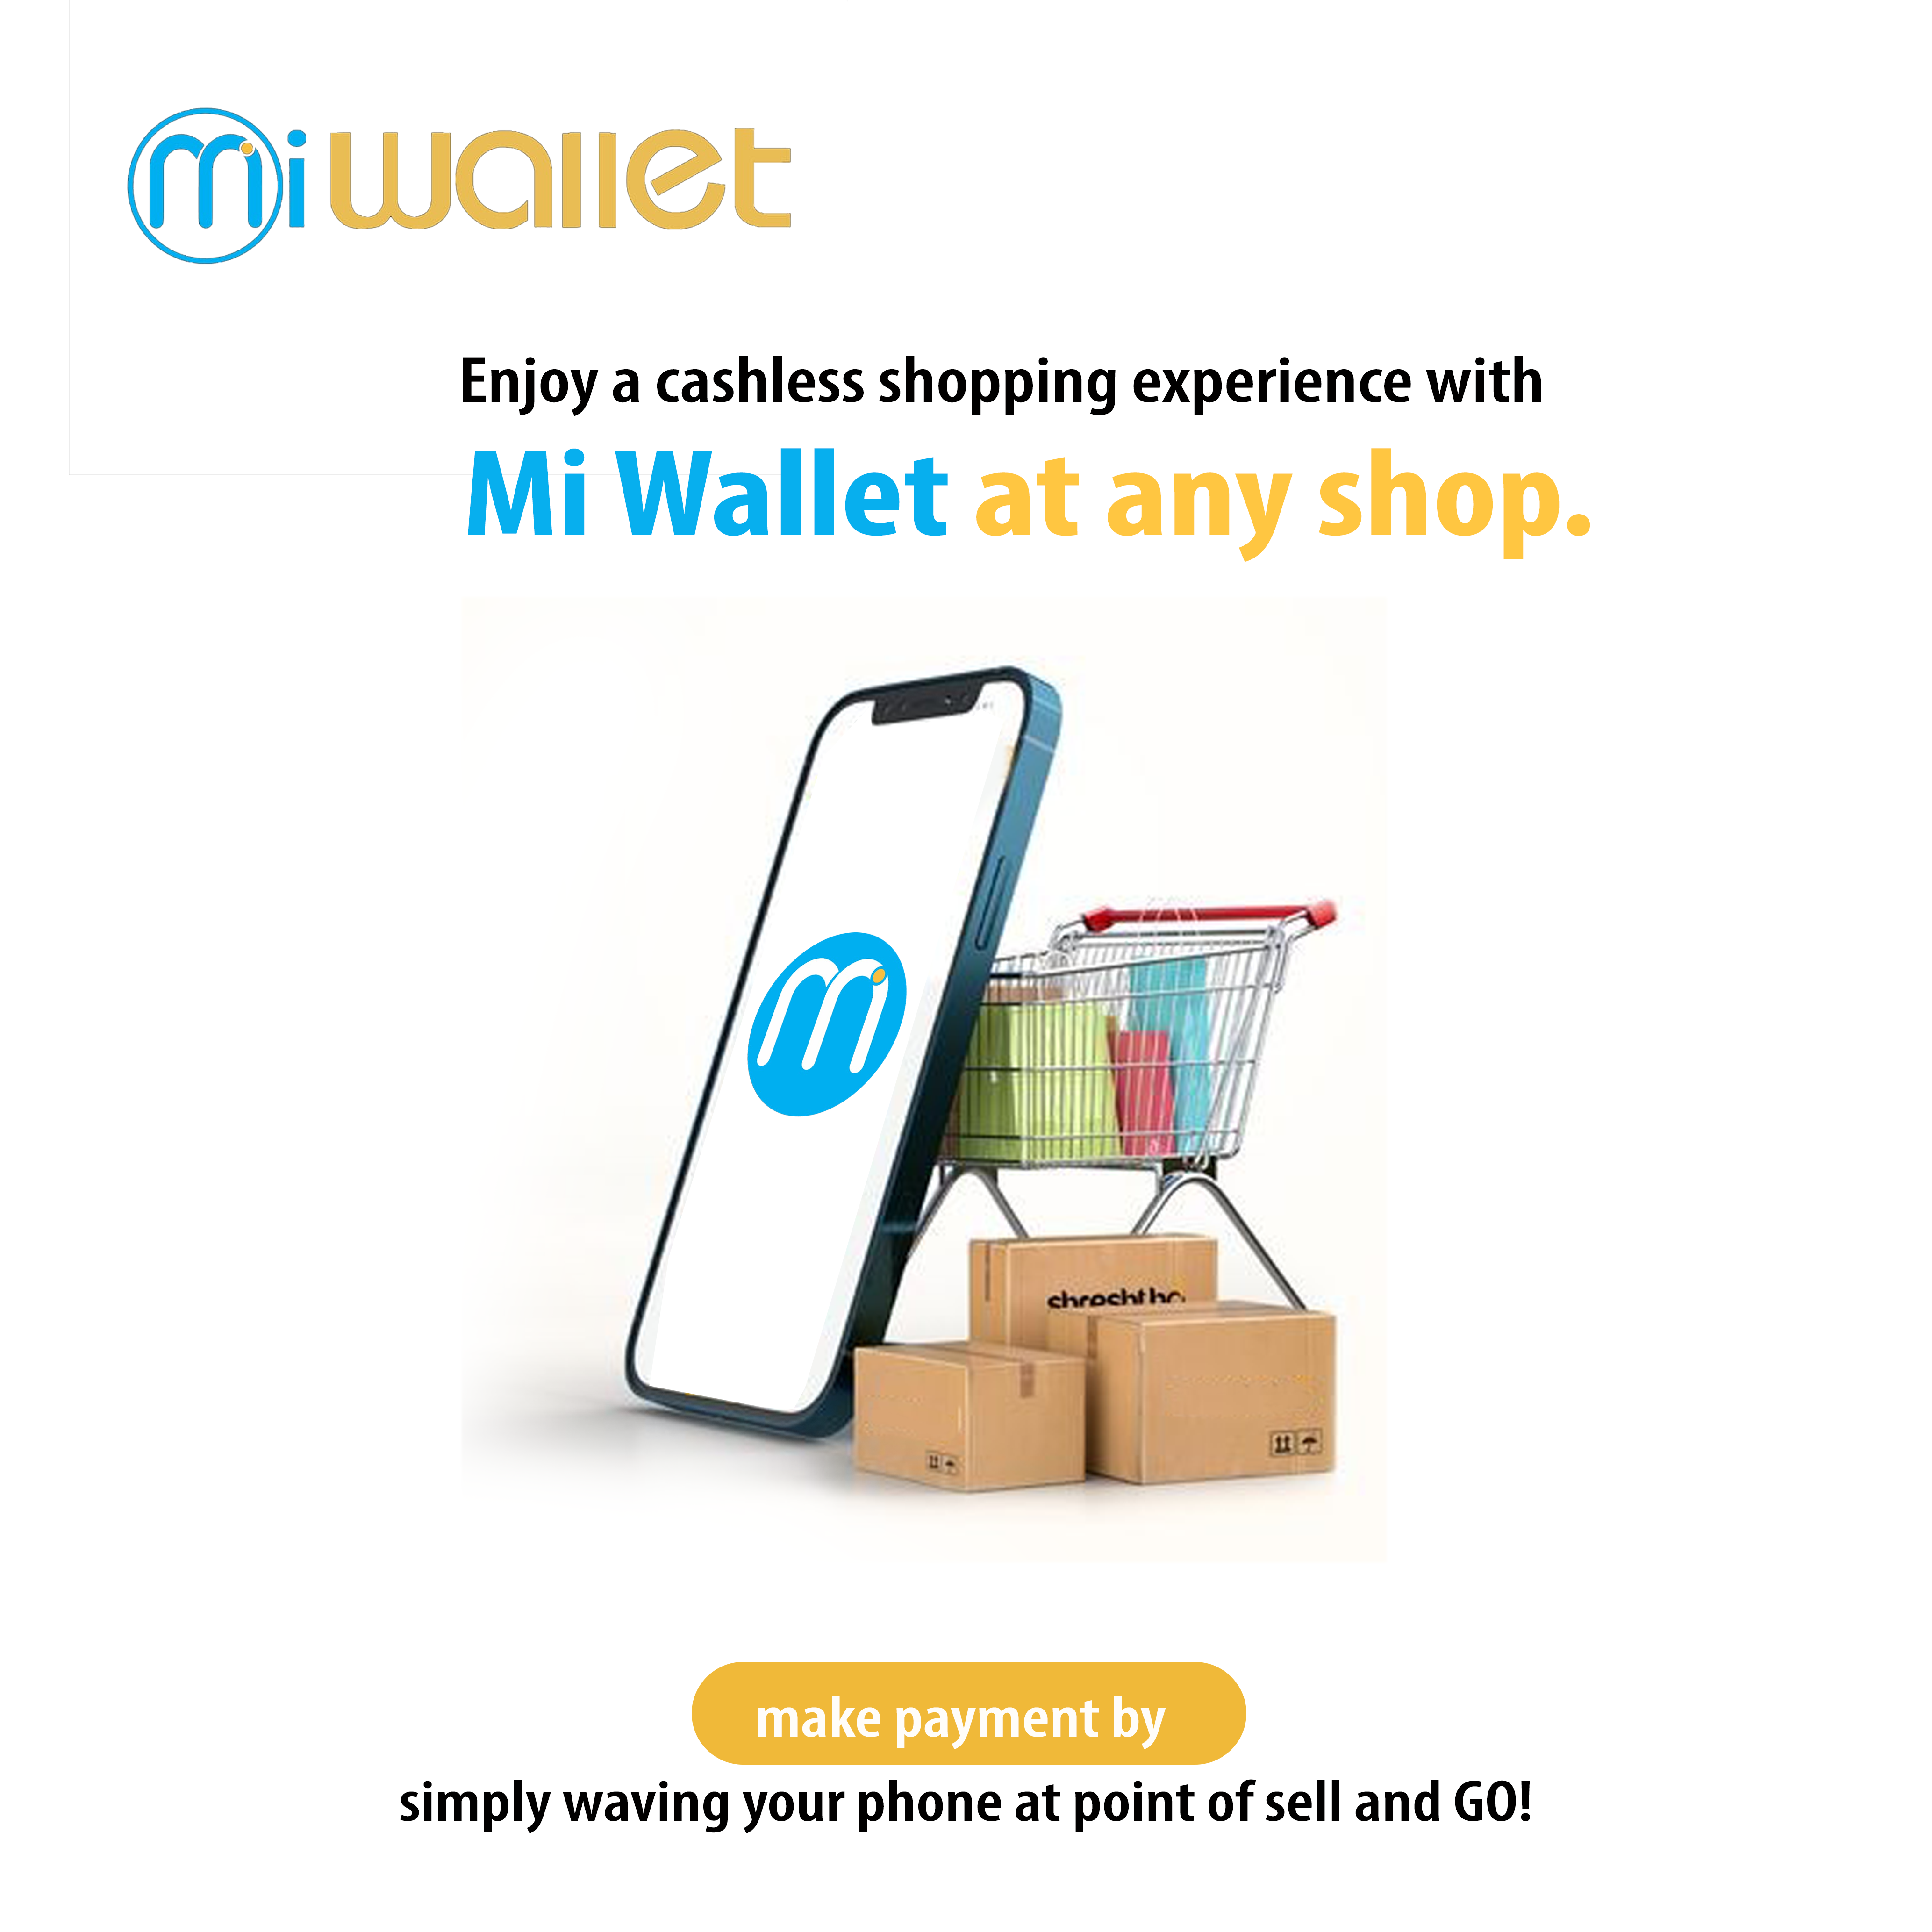 mi wallet
Enjoy a cashless shopping experience with
Mi Wallet at any shop.
mi
make payment by
simply waving your phone at point of sell and GO!